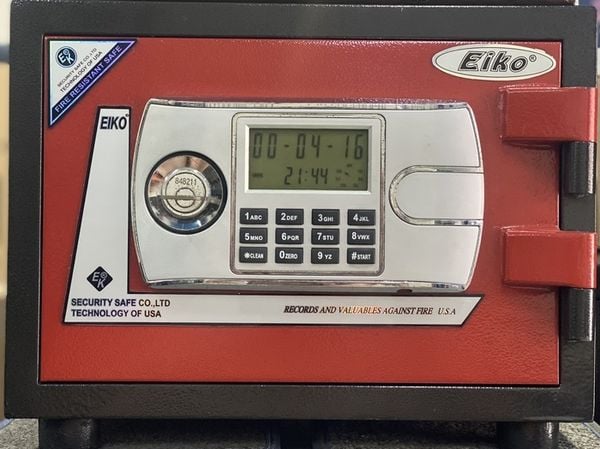 E K
SECURITY SAFE CO.,LTD
TECHNOLOGY OF USA
FIRE RESISTANT SAFE
Eiko®
EIKO®
848211
00-04-16
21:44
1ABC 2DEF 3GHI 4JKL
5MNO 6PQR 7STU 8VWX
*CLEAN 0ZERO 9YZ #START
E K
SECURITY SAFE CO.,LTD
TECHNOLOGY OF USA
RECORDS AND VALUABLES AGAINST FIRE U.S.A